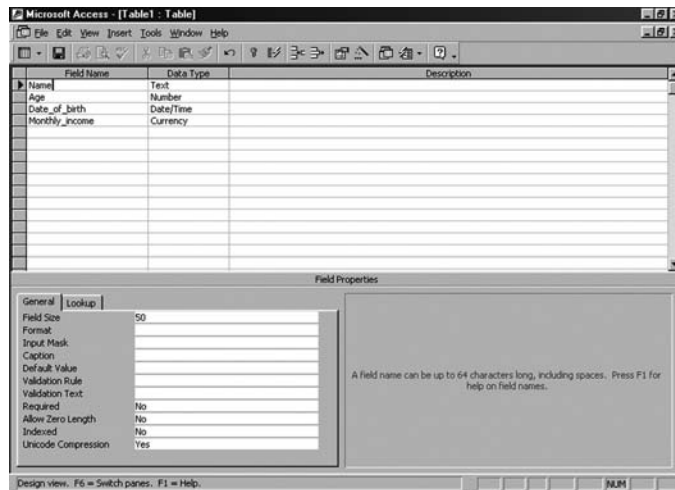 Microsoft Access - [Table1 : Table]
File Edit View Insert Tools Window Help
Field Name Data Type Description
Name Text
Age Number
Date_of_birth Date/Time
Monthly_income Currency
Field Properties
General Lookup
Field Size 50
Format
Input Mask
Caption
Default Value
Validation Rule
Validation Text
Required No
Allow Zero Length No
Indexed No
Unicode Compression Yes
A field name can be up to 64 characters long, including spaces. Press F1 for
help on field names.
Design view. F6 = Switch panes. F1 = Help.
NUM